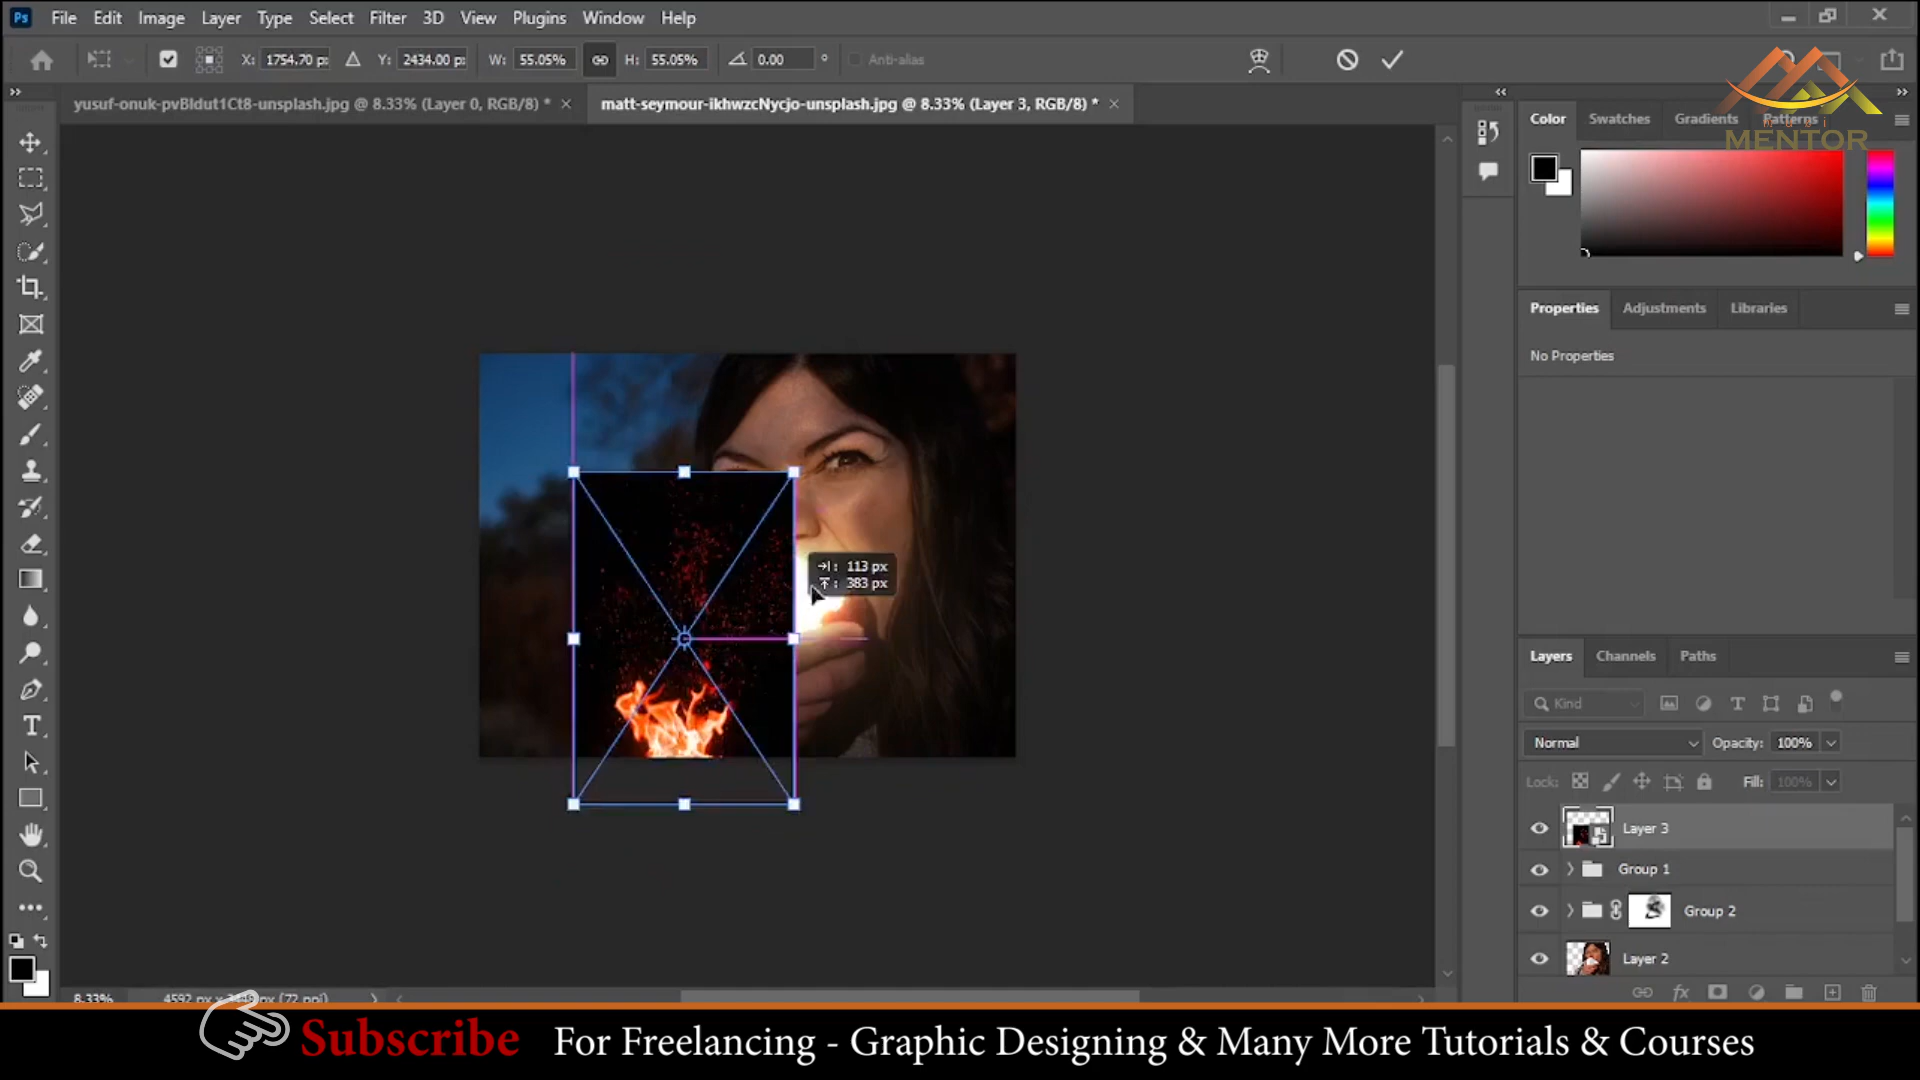 Ps File Edit Image Layer Type Select Filter 3D View Plugins Window Help
X: 1754.70 p: Y: 2434.00 p: W: 55.05% H: 55.05% 0.00 ° Anti-alias
yusuf-onuk-pvBldut1Ct8-unsplash.jpg @ 8.33% (Layer 0, RGB/8) * ×
matt-seymour-ikhwzcNycjo-unsplash.jpg @ 8.33% (Layer 3, RGB/8) * ×
Color Swatches Gradients Patterns
magi
MENTOR
Properties Adjustments Libraries
No Properties
113 px
383 px
Layers Channels Paths
Kind
Normal Opacity: 100%
Lock: Fill: 100%
Layer 3
Group 1
Group 2
Layer 2
fx
T
8.33%
Subscribe For Freelancing - Graphic Designing & Many More Tutorials & Courses